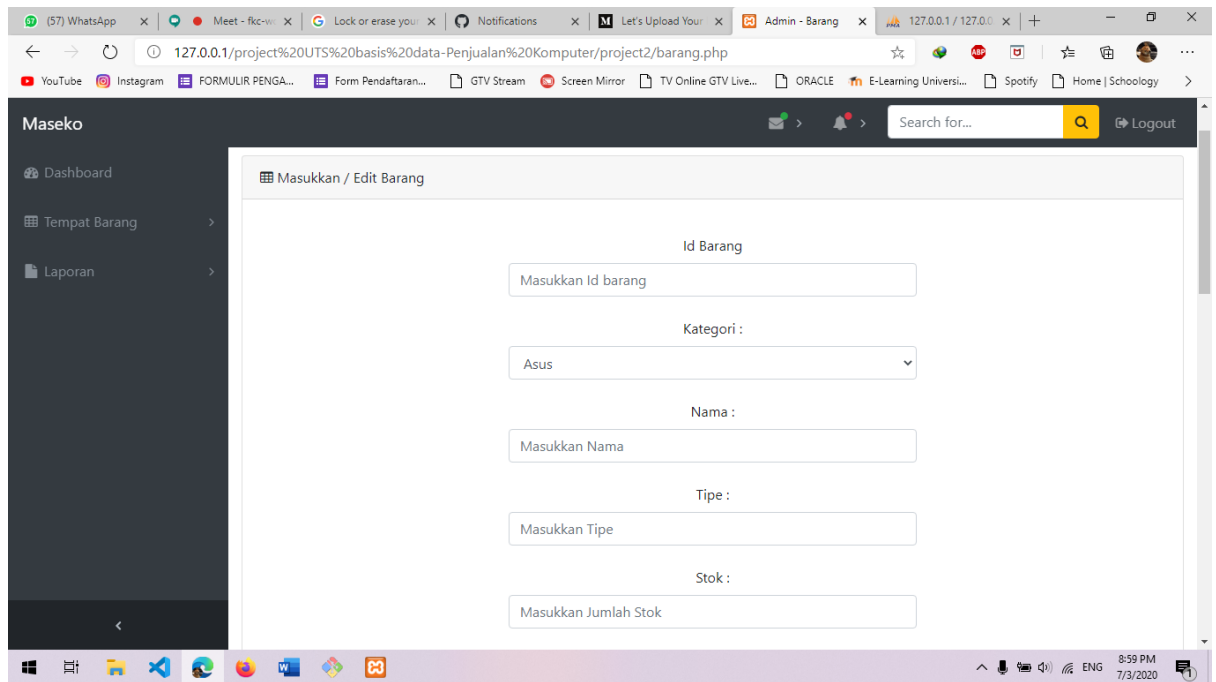 (57) WhatsApp
Meet - fkc-w
Lock or erase your
Notifications
Let's Upload Your
Admin - Barang
127.0.0.1 / 127.0.0
127.0.0.1/project%20UTS%20basis%20data-Penjualan%20Komputer/project2/barang.php
YouTube
Instagram
FORMULIR PENGA...
Form Pendaftaran...
GTV Stream
Screen Mirror
TV Online GTV Live...
ORACLE
E-Learning Universi...
Spotify
Home | Schoology
Maseko
Search for...
Logout
Dashboard
Tempat Barang
Laporan
Masukkan / Edit Barang
Id Barang
Masukkan Id barang
Kategori :
Asus
Nama :
Masukkan Nama
Tipe :
Masukkan Tipe
Stok :
Masukkan Jumlah Stok
ENG
8:59 PM
7/3/2020